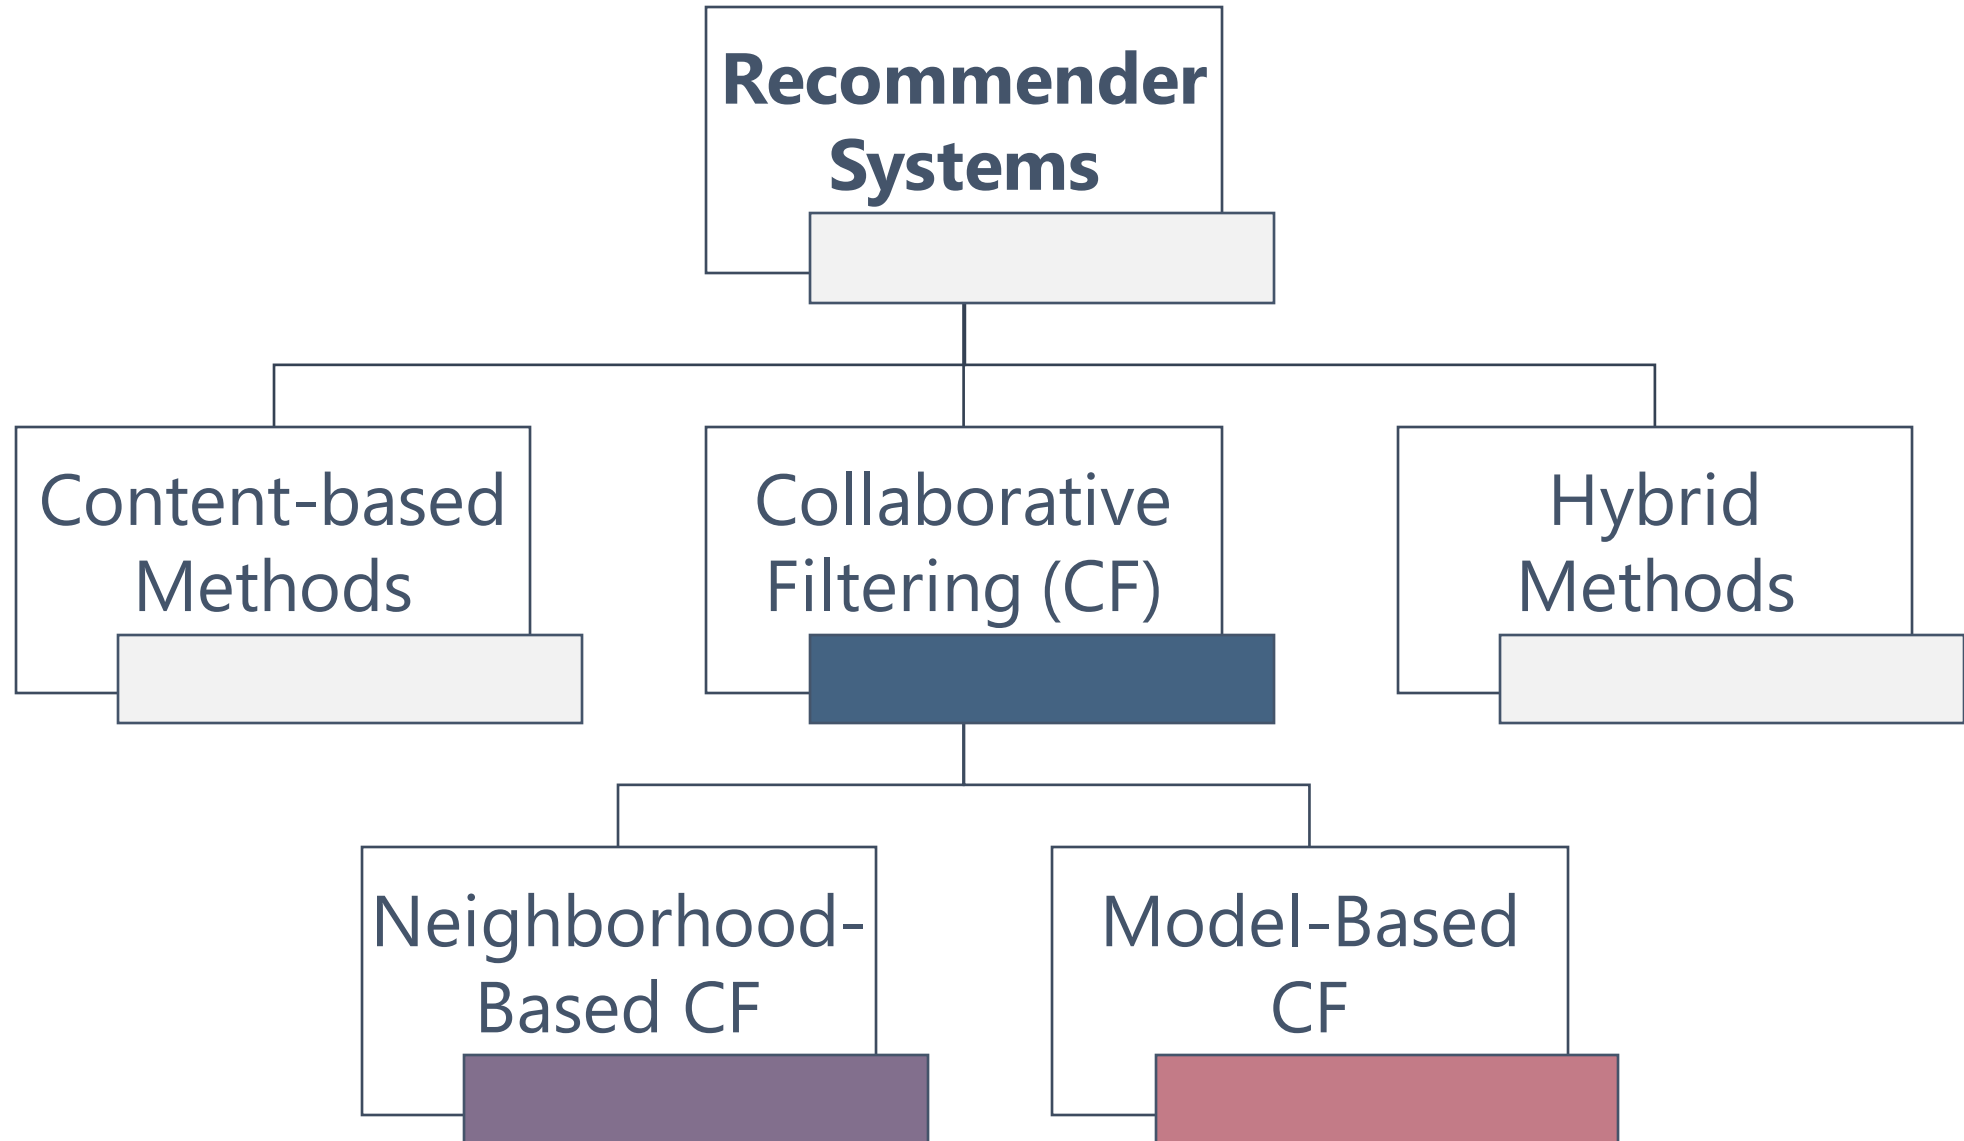 Recommender
Systems
Content-based
Methods
Collaborative
Filtering (CF)
Hybrid
Methods
Neighborhood-
Based CF
Model-Based
CF